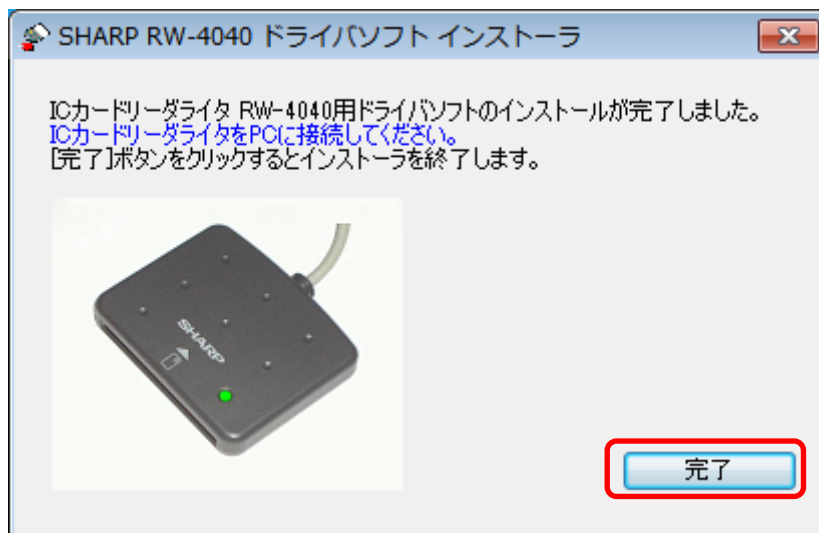 SHARP RW-4040 ドライバソフト インストーラ
ICカードリーダライタ RW-4040用ドライバソフトのインストールが完了しました。
ICカードリーダライタをPCに接続してください。
[完了]ボタンをクリックするとインストーラを終了します。
SHARP
完了